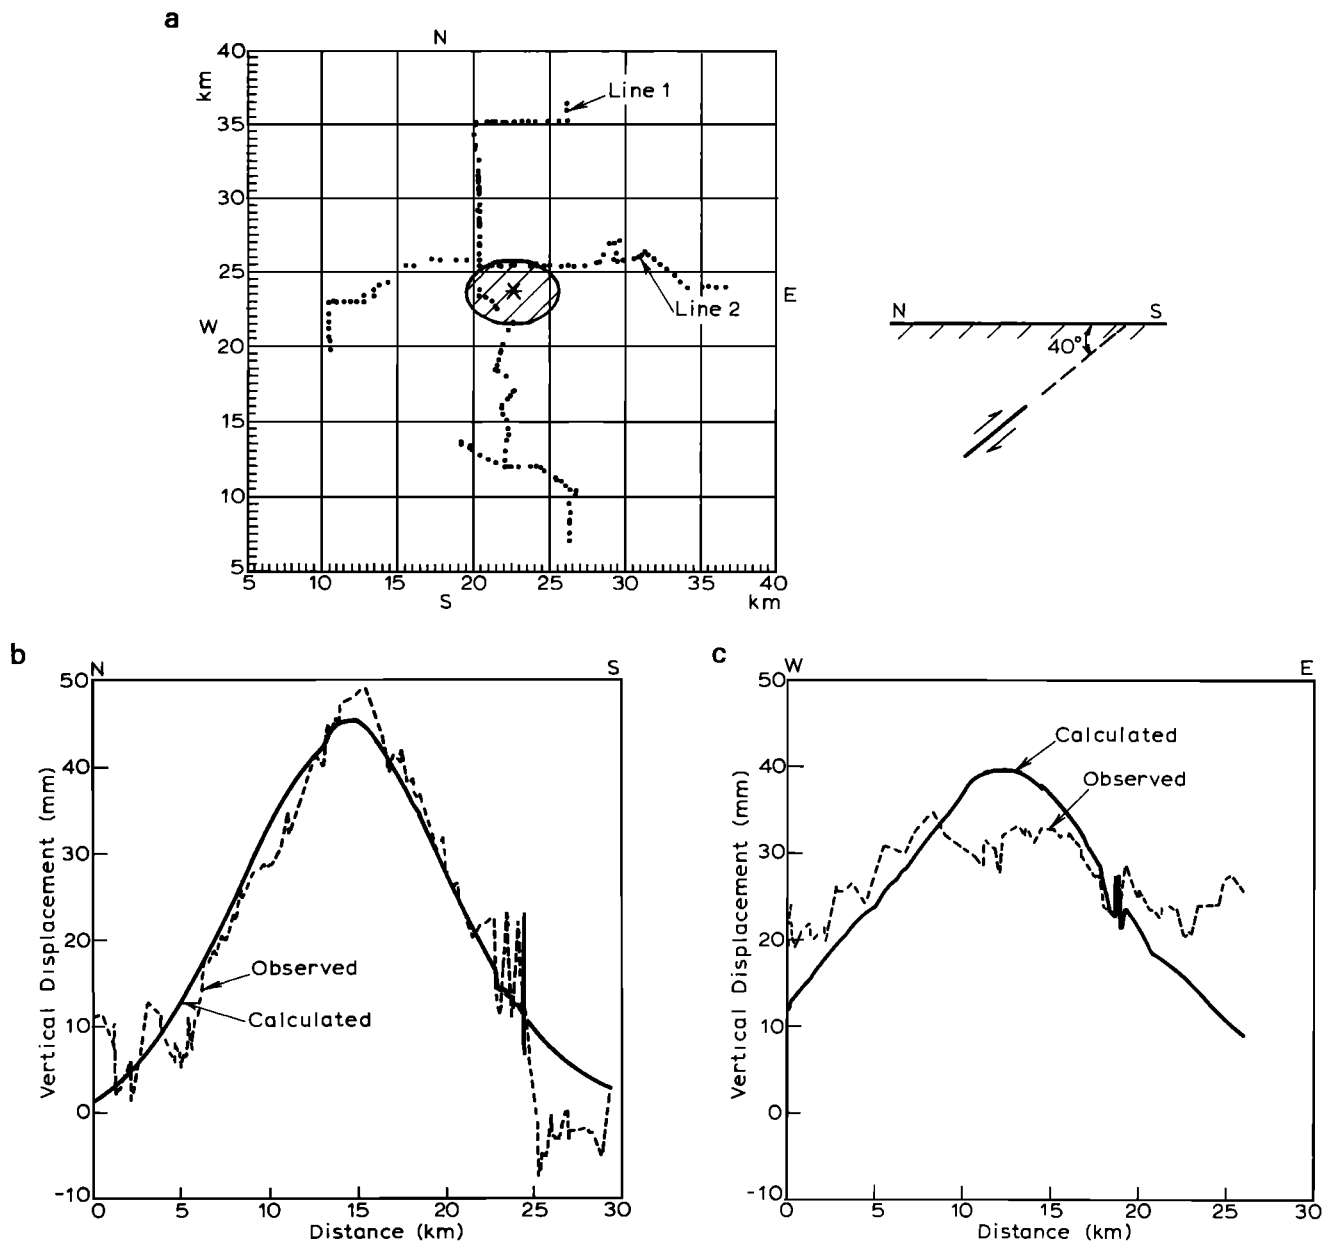 a
N
40
km
Line 1
35
30
25
E
Line 2
W
20
15
10
5
5 10 15 20 25 30 35 40
S km
N S
40°
b
N S
50
40
30
20
10
0
-10
Vertical Displacement (mm)
Observed
Calculated
0 5 10 15 20 25 30
Distance (km)
c
W E
50
40
30
20
10
0
-10
Vertical Displacement (mm)
Calculated
Observed
0 5 10 15 20 25 30
Distance (km)